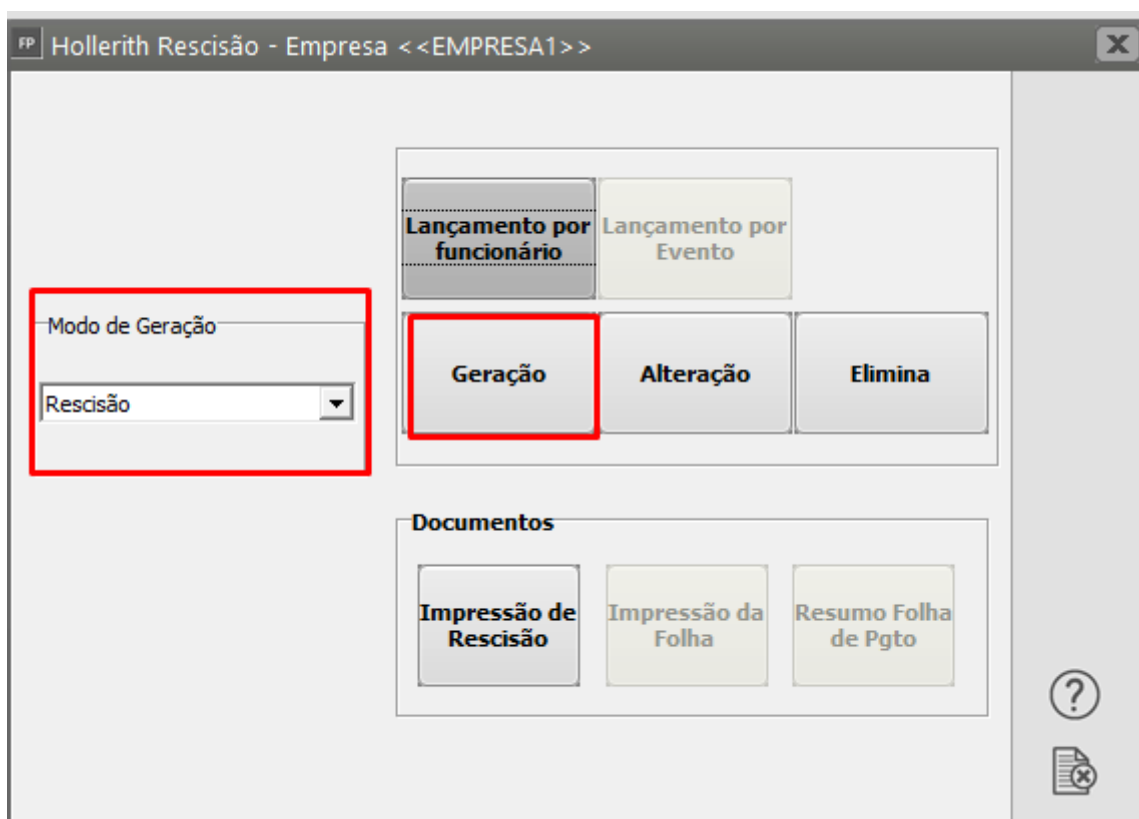 FP Hollerith Rescisão - Empresa <<EMPRESA1>>
Lançamento por
funcionário
Lançamento por
Evento
Modo de Geração
Rescisão
Geração
Alteração
Elimina
Documentos
Impressão de
Rescisão
Impressão da
Folha
Resumo Folha
de Pgto
?